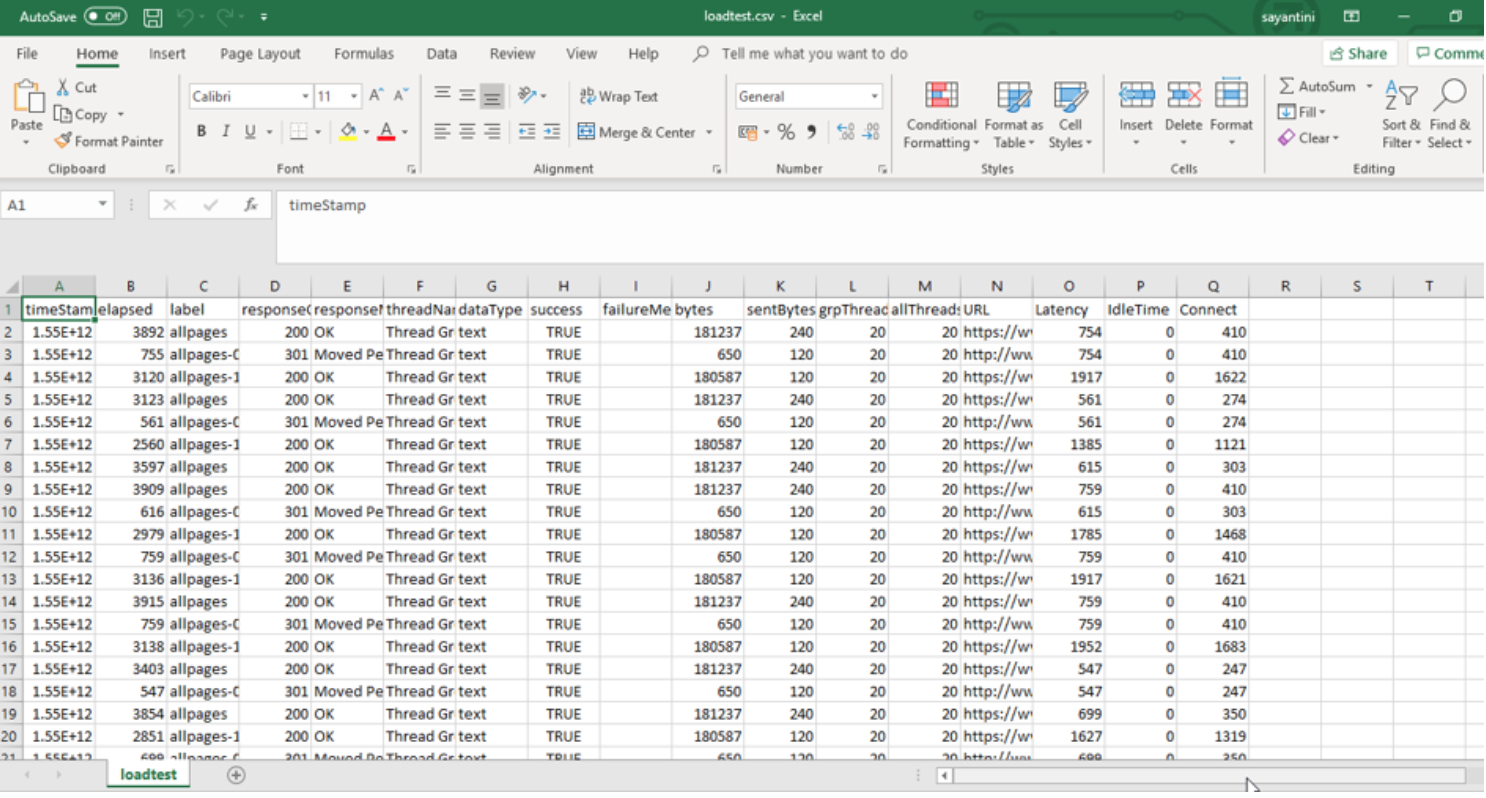 AutoSave Off loadtest.csv - Excel sayantini
File Home Insert Page Layout Formulas Data Review View Help Tell me what you want to do Share Comme
Cut Calibri 11 Wrap Text General AutoSum
Paste Copy Conditional Format as Cell Insert Delete Format Fill Sort & Find &
Format Painter B I U Merge & Center % Formatting Table Styles Clear Filter Select
Clipboard Font Alignment Number Styles Cells Editing
A1 fx timeStamp
A B C D E F G H I J K L M N O P Q R S T
1 timeStam elapsed label response( response! threadNa dataType success failureMe bytes sentBytes grpThread allThreads URL Latency IdleTime Connect
2 1.55E+12 3892 allpages 200 OK Thread Gr text TRUE 181237 240 20 20 https://w 754 0 410
3 1.55E+12 755 allpages-0 301 Moved Pe Thread Gr text TRUE 650 120 20 20 http://ww 754 0 410
4 1.55E+12 3120 allpages-1 200 OK Thread Gr text TRUE 180587 120 20 20 https://w 1917 0 1622
5 1.55E+12 3123 allpages 200 OK Thread Gr text TRUE 181237 240 20 20 https://w 561 0 274
6 1.55E+12 561 allpages-0 301 Moved Pe Thread Gr text TRUE 650 120 20 20 http://ww 561 0 274
7 1.55E+12 2560 allpages-1 200 OK Thread Gr text TRUE 180587 120 20 20 https://w 1385 0 1121
8 1.55E+12 3597 allpages 200 OK Thread Gr text TRUE 181237 240 20 20 https://w 615 0 303
9 1.55E+12 3909 allpages 200 OK Thread Gr text TRUE 181237 240 20 20 https://w 759 0 410
10 1.55E+12 616 allpages-0 301 Moved Pe Thread Gr text TRUE 650 120 20 20 http://ww 615 0 303
11 1.55E+12 2979 allpages-1 200 OK Thread Gr text TRUE 180587 120 20 20 https://w 1785 0 1468
12 1.55E+12 759 allpages-0 301 Moved Pe Thread Gr text TRUE 650 120 20 20 http://ww 759 0 410
13 1.55E+12 3136 allpages-1 200 OK Thread Gr text TRUE 180587 120 20 20 https://w 1917 0 1621
14 1.55E+12 3915 allpages 200 OK Thread Gr text TRUE 181237 240 20 20 https://w 759 0 410
15 1.55E+12 759 allpages-0 301 Moved Pe Thread Gr text TRUE 650 120 20 20 http://ww 759 0 410
16 1.55E+12 3138 allpages-1 200 OK Thread Gr text TRUE 180587 120 20 20 https://w 1952 0 1683
17 1.55E+12 3403 allpages 200 OK Thread Gr text TRUE 181237 240 20 20 https://w 547 0 247
18 1.55E+12 547 allpages-0 301 Moved Pe Thread Gr text TRUE 650 120 20 20 http://ww 547 0 247
19 1.55E+12 3854 allpages 200 OK Thread Gr text TRUE 181237 240 20 20 https://w 699 0 350
20 1.55E+12 2851 allpages-1 200 OK Thread Gr text TRUE 180587 120 20 20 https://w 1627 0 1319
21 1.55E+12 699 allpages-0 301 Moved Pe Thread Gr text TRUE 650 120 20 20 http://ww 699 0 350
loadtest